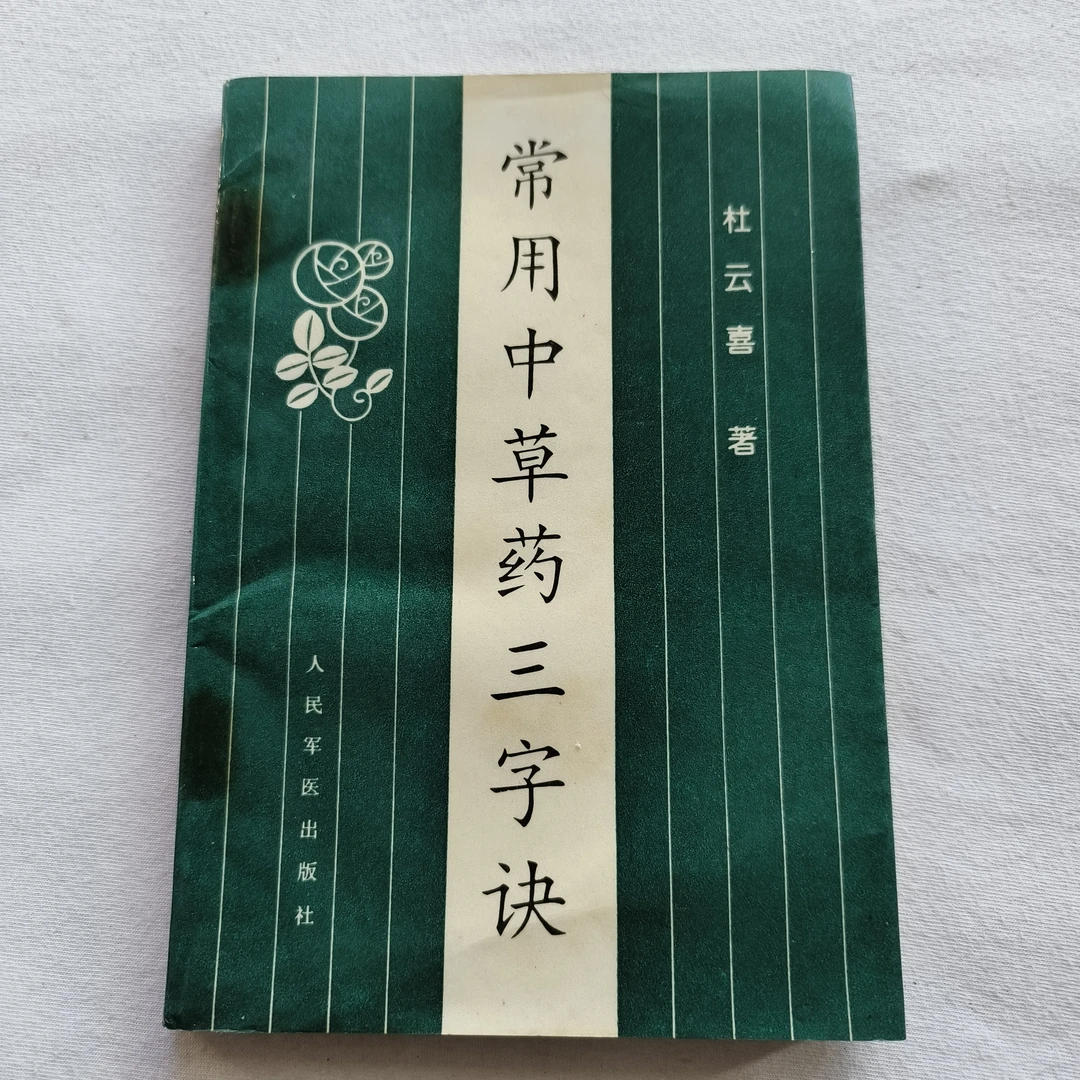 杜云喜 著
常用中草药三字诀
人民军医出版社